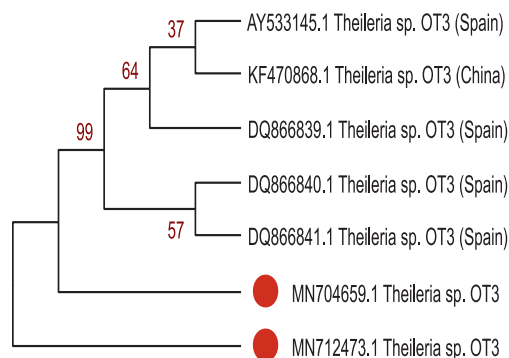 37
AY533145.1 Theileria sp. OT3 (Spain)
KF470868.1 Theileria sp. OT3 (China)
64
DQ866839.1 Theileria sp. OT3 (Spain)
99
DQ866840.1 Theileria sp. OT3 (Spain)
57
DQ866841.1 Theileria sp. OT3 (Spain)
MN704659.1 Theileria sp. OT3
MN712473.1 Theileria sp. OT3